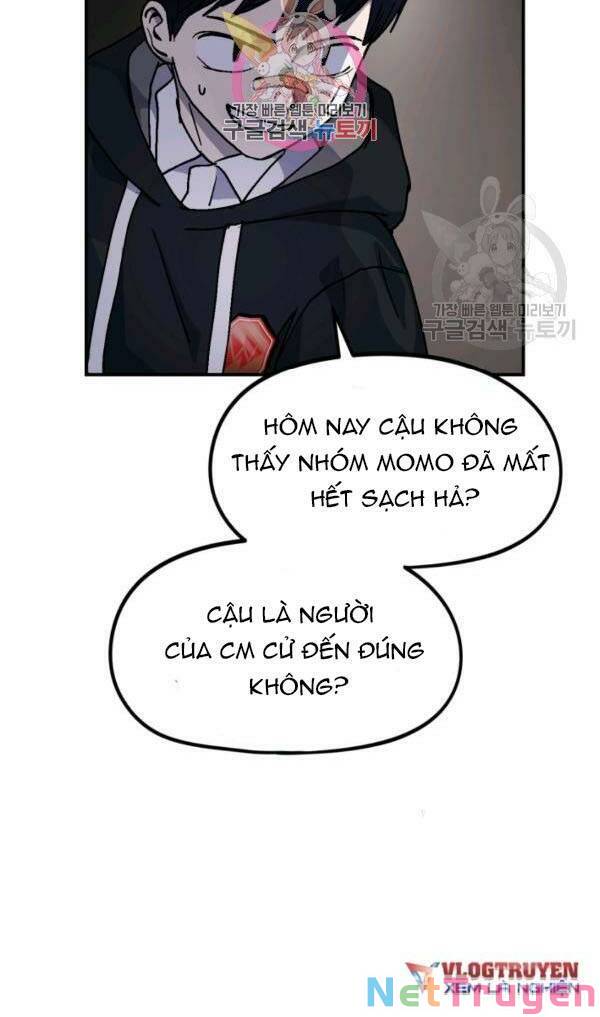 가장 빠른 웹툰 미리보기
구글검색 뉴토끼
가장 빠른 웹툰 미리보기
구글검색 뉴토끼
HÔM NAY CẬU KHÔNG
THẤY NHÓM MOMO ĐÃ MẤT
HẾT SẠCH HẢ?
CẬU LÀ NGƯỜI
CỦA CM CỬ ĐẾN ĐÚNG
KHÔNG?
VLOGTRUYEN
XEM LÀ NGHIỆN
NetTruyen